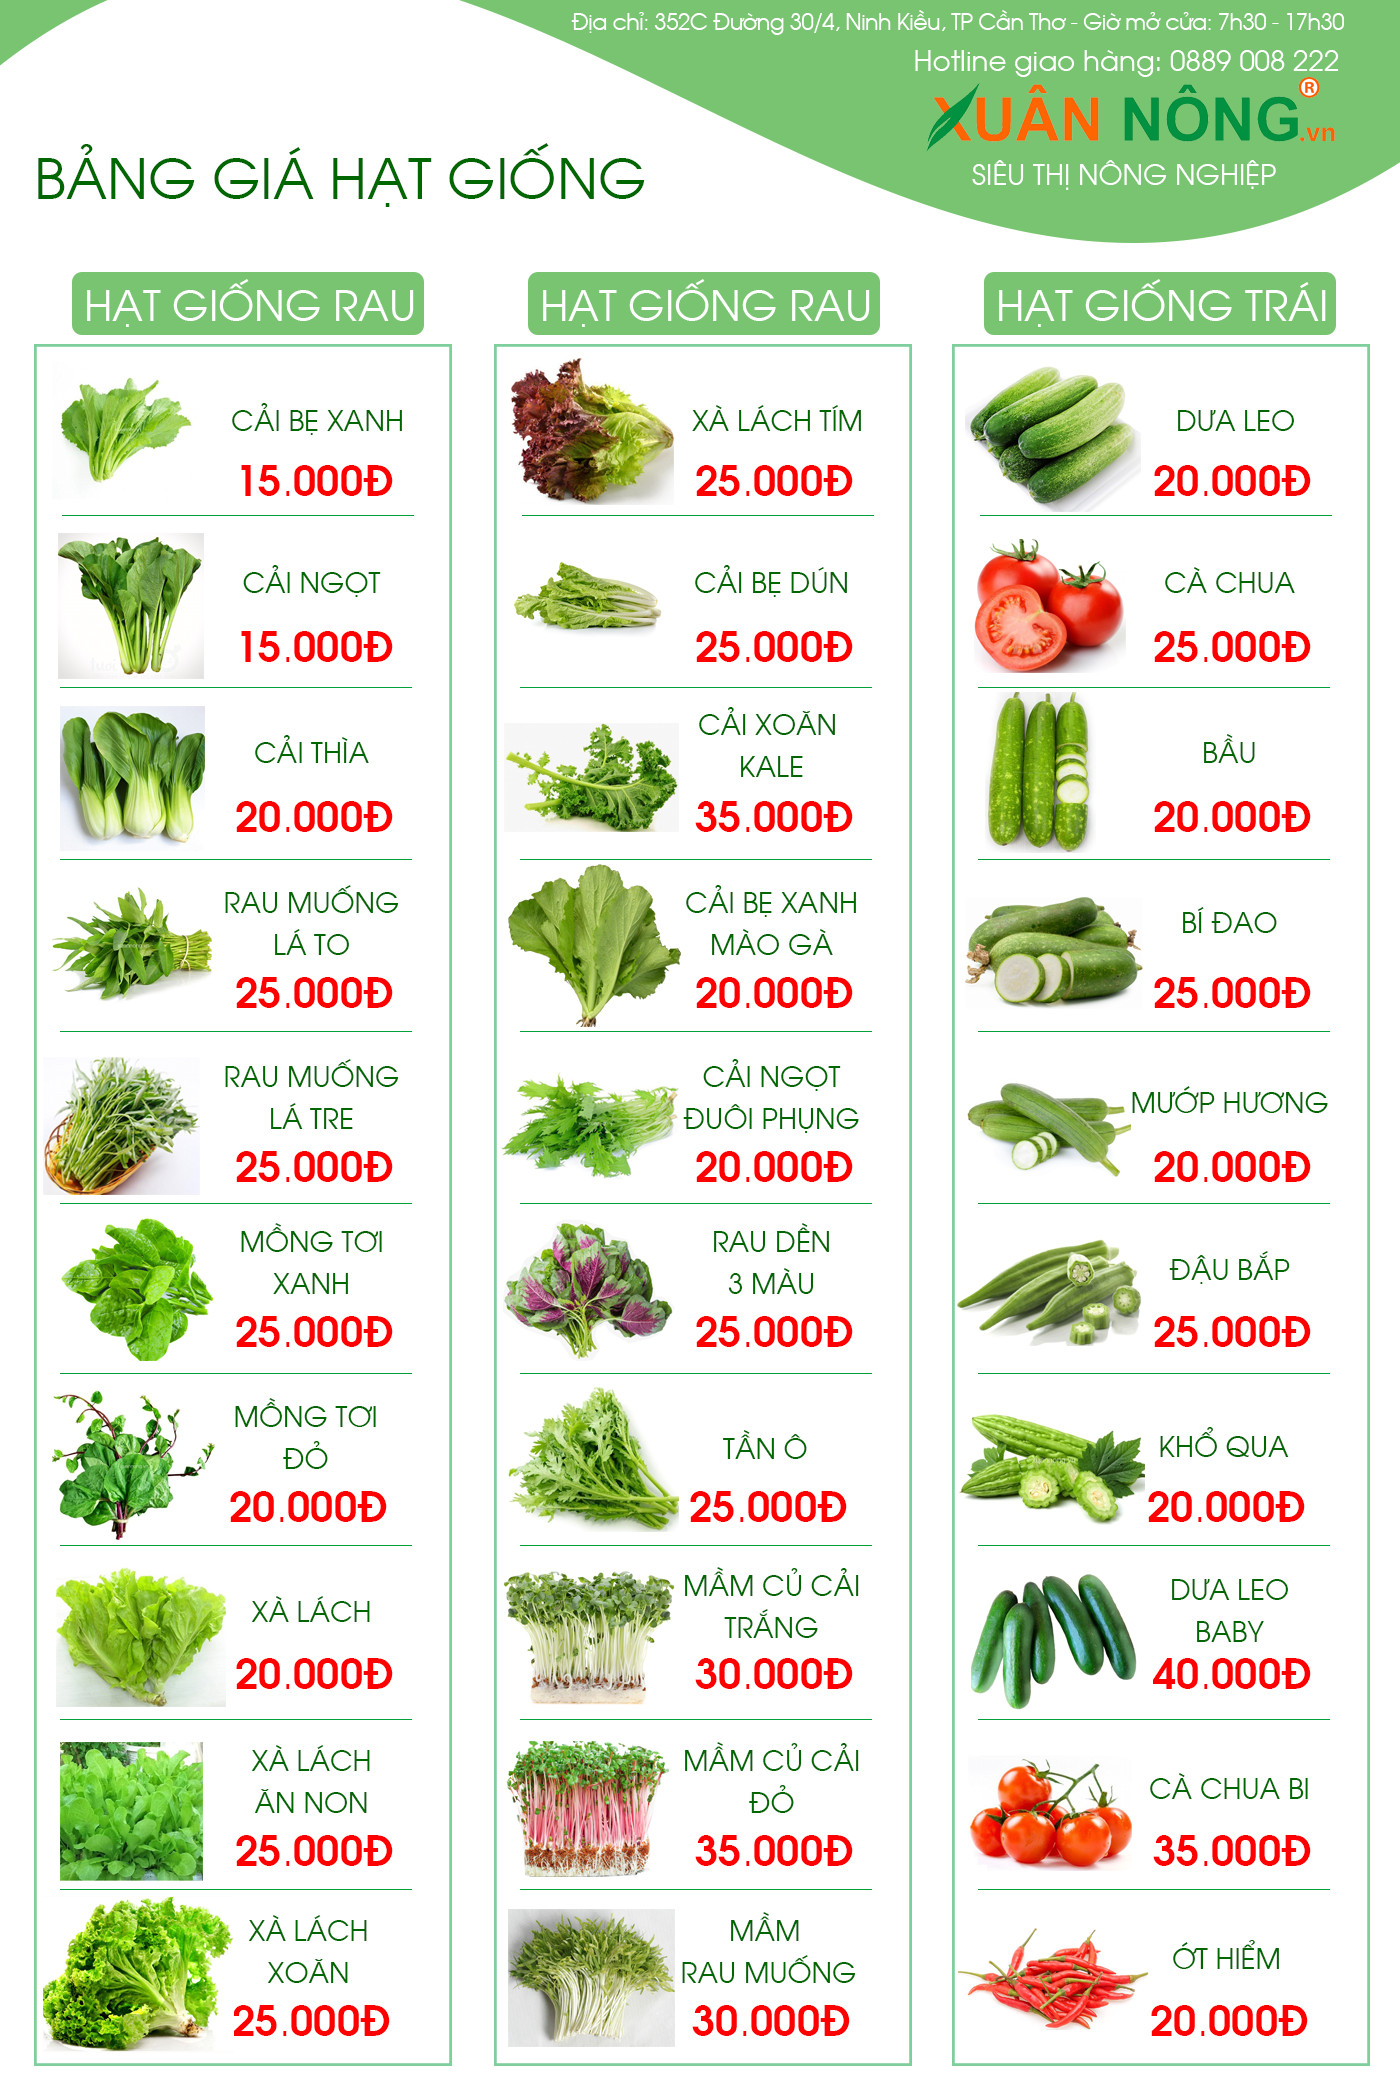 Địa chỉ: 352C Đường 30/4, Ninh Kiều, TP Cần Thơ - Giờ mở cửa: 7h30 - 17h30
Hotline giao hàng: 0889 008 222
XUÂN NÔNG.vn ®
SIÊU THỊ NÔNG NGHIỆP
BẢNG GIÁ HẠT GIỐNG
HẠT GIỐNG RAU
CẢI BẸ XANH
15.000Đ
CẢI NGỌT
15.000Đ
CẢI THÌA
20.000Đ
RAU MUỐNG
LÁ TO
25.000Đ
RAU MUỐNG
LÁ TRE
25.000Đ
MỒNG TƠI
XANH
25.000Đ
MỒNG TƠI
ĐỎ
20.000Đ
XÀ LÁCH
20.000Đ
XÀ LÁCH
ĂN NON
25.000Đ
XÀ LÁCH
XOĂN
25.000Đ
HẠT GIỐNG RAU
XÀ LÁCH TÍM
25.000Đ
CẢI BẸ DÚN
25.000Đ
CẢI XOĂN
KALE
35.000Đ
CẢI BẸ XANH
MÀO GÀ
20.000Đ
CẢI NGỌT
ĐUÔI PHỤNG
20.000Đ
RAU DỀN
3 MÀU
25.000Đ
TẦN Ô
25.000Đ
MẦM CỦ CẢI
TRẮNG
30.000Đ
MẦM CỦ CẢI
ĐỎ
35.000Đ
MẦM
RAU MUỐNG
30.000Đ
HẠT GIỐNG TRÁI
DƯA LEO
20.000Đ
CÀ CHUA
25.000Đ
BẦU
20.000Đ
BÍ ĐAO
25.000Đ
MƯỚP HƯƠNG
20.000Đ
ĐẬU BẮP
25.000Đ
KHỔ QUA
20.000Đ
DƯA LEO
BABY
40.000Đ
CÀ CHUA BI
35.000Đ
ỚT HIỂM
20.000Đ